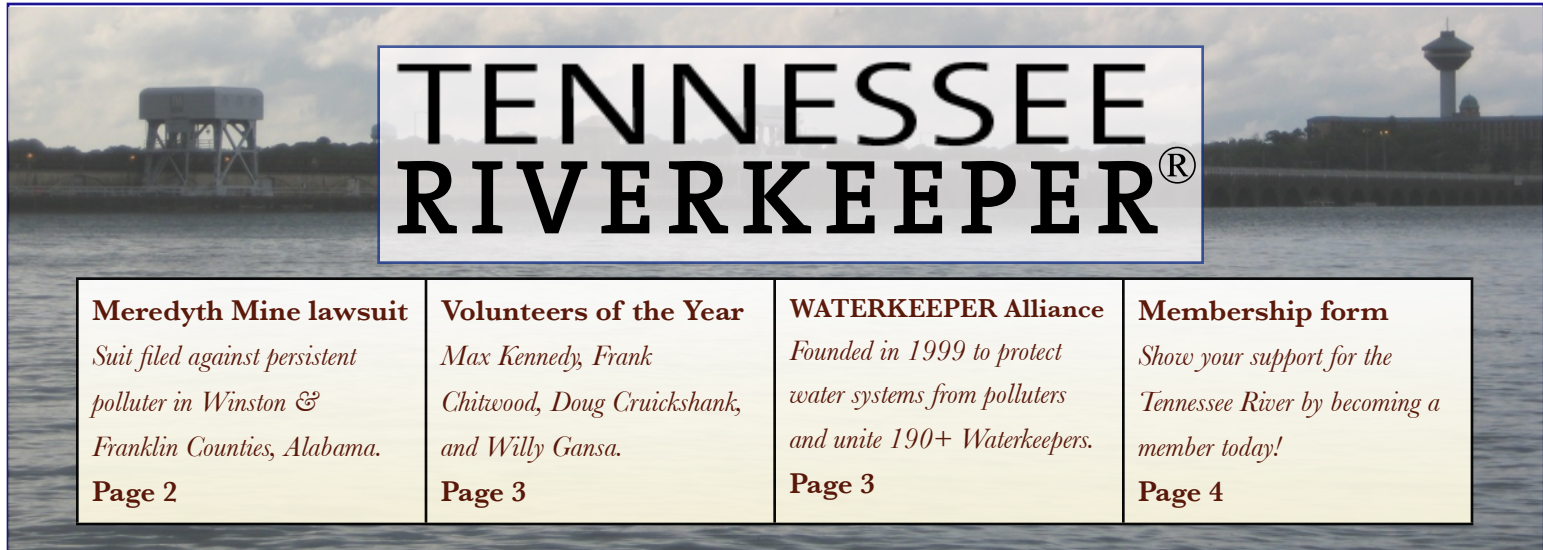 TENNESSEE
RIVERKEEPER®
Meredyth Mine lawsuit
Suit filed against persistent
polluter in Winston &
Franklin Counties, Alabama.
Page 2
Volunteers of the Year
Max Kennedy, Frank
Chitwood, Doug Cruickshank,
and Willy Gansa.
Page 3
WATERKEEPER Alliance
Founded in 1999 to protect
water systems from polluters
and unite 190+ Waterkeepers.
Page 3
Membership form
Show your support for the
Tennessee River by becoming a
member today!
Page 4